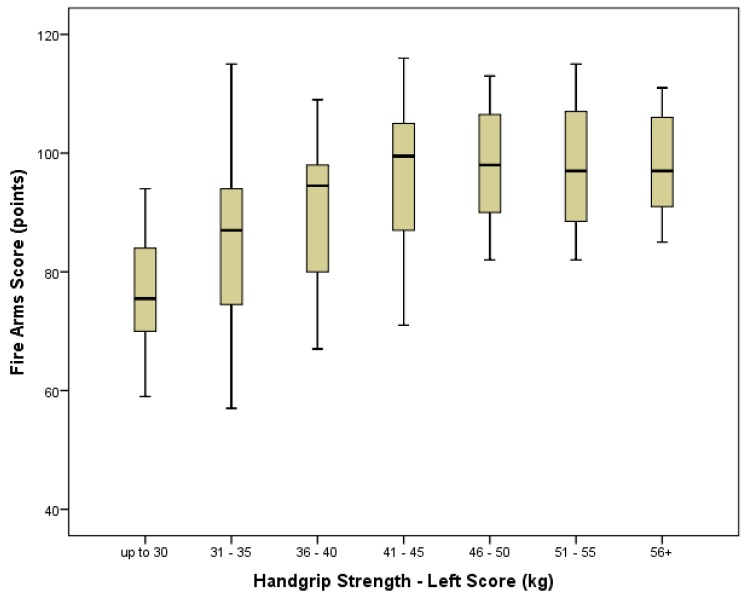 Fire Arms Score (points)
120
100
80
60
40
up to 30
31 - 35
36 - 40
41 - 45
46 - 50
51 - 55
56+
Handgrip Strength - Left Score (kg)